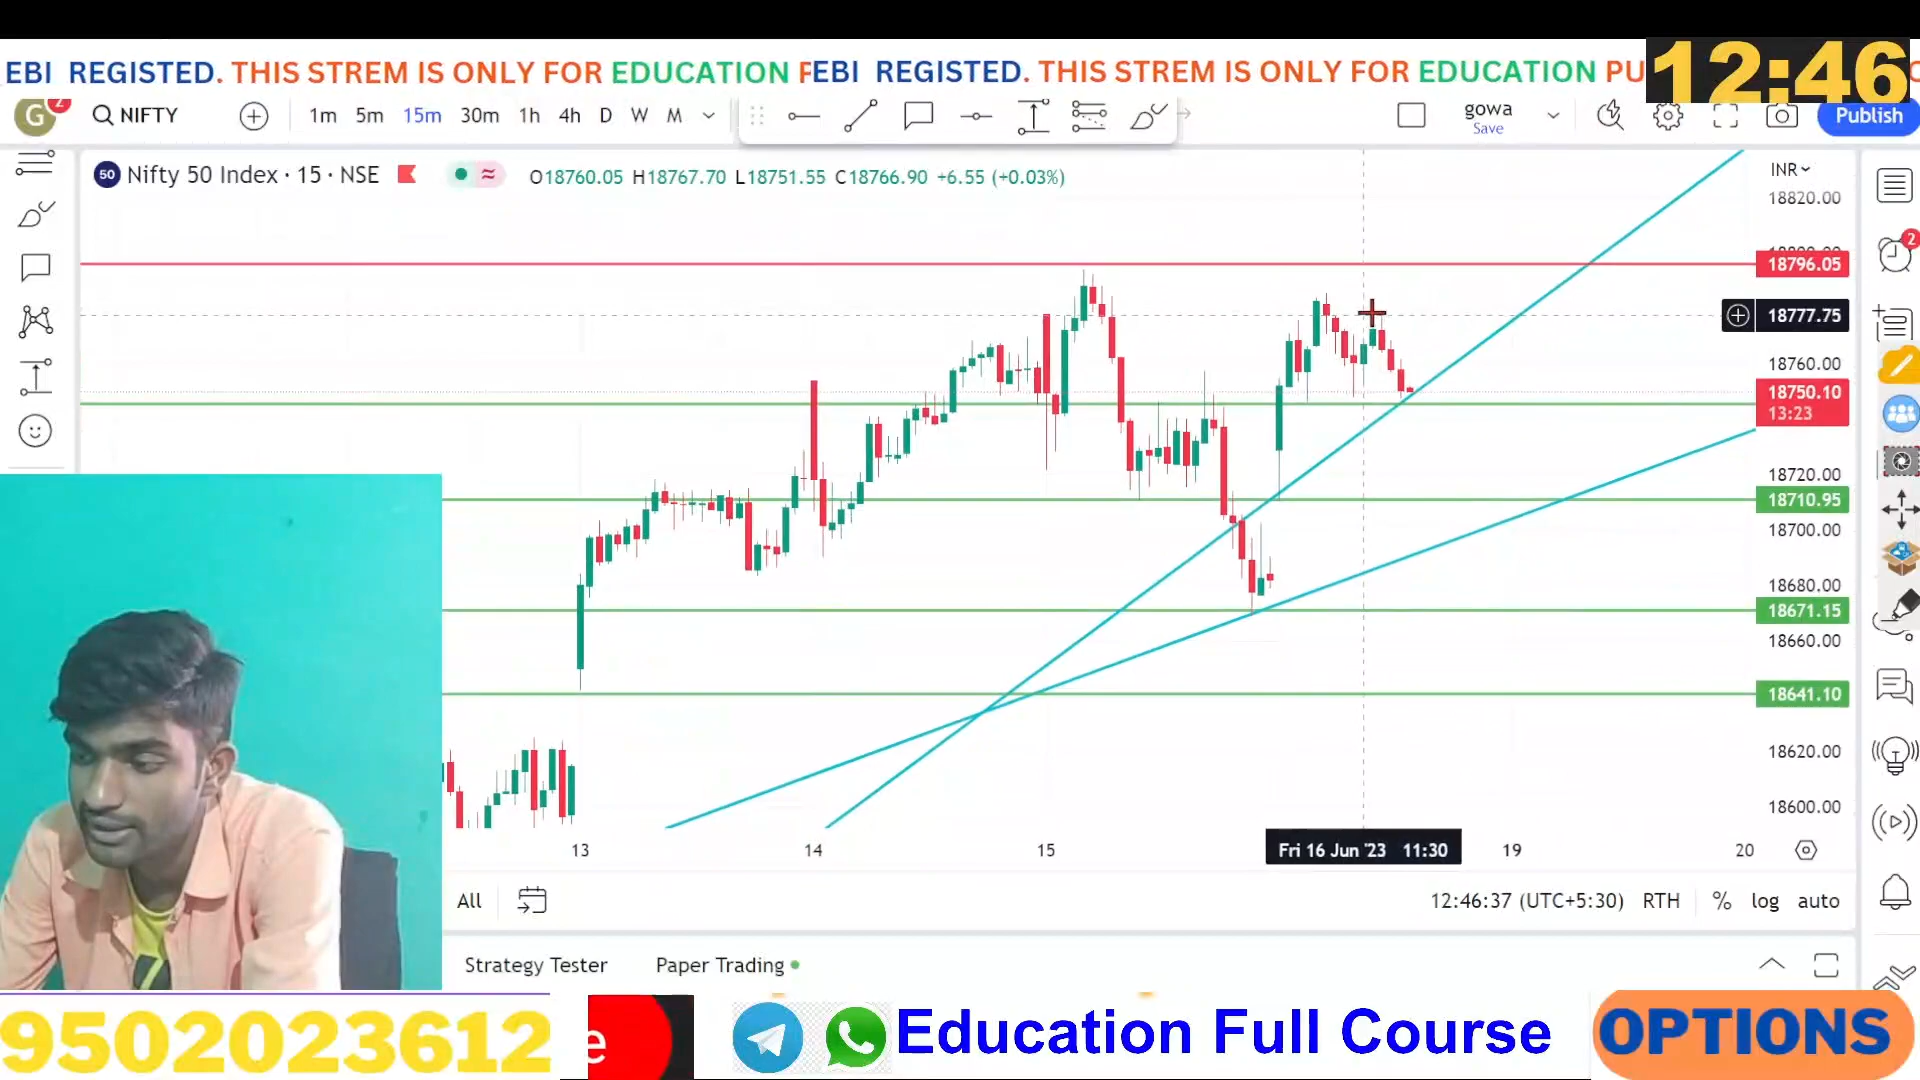 EBI REGISTED. THIS STREM IS ONLY FOR EDUCATION FEBI REGISTED. THIS STREM IS ONLY FOR EDUCATION PU
12:46
G 2 NIFTY 1m 5m 15m 30m 1h 4h D W M gowa Save Publish
50 Nifty 50 Index · 15 · NSE O18760.05 H18767.70 L18751.55 C18766.90 +6.55 (+0.03%)
INR
18820.00
2
18796.05
18777.75
18760.00
18750.10
13:23
18720.00
18710.95
18700.00
18680.00
18671.15
18660.00
18641.10
18620.00
18600.00
13 14 15 Fri 16 Jun '23 11:30 19 20
All 12:46:37 (UTC+5:30) RTH % log auto
Strategy Tester Paper Trading
9502023612 e Education Full Course OPTIONS